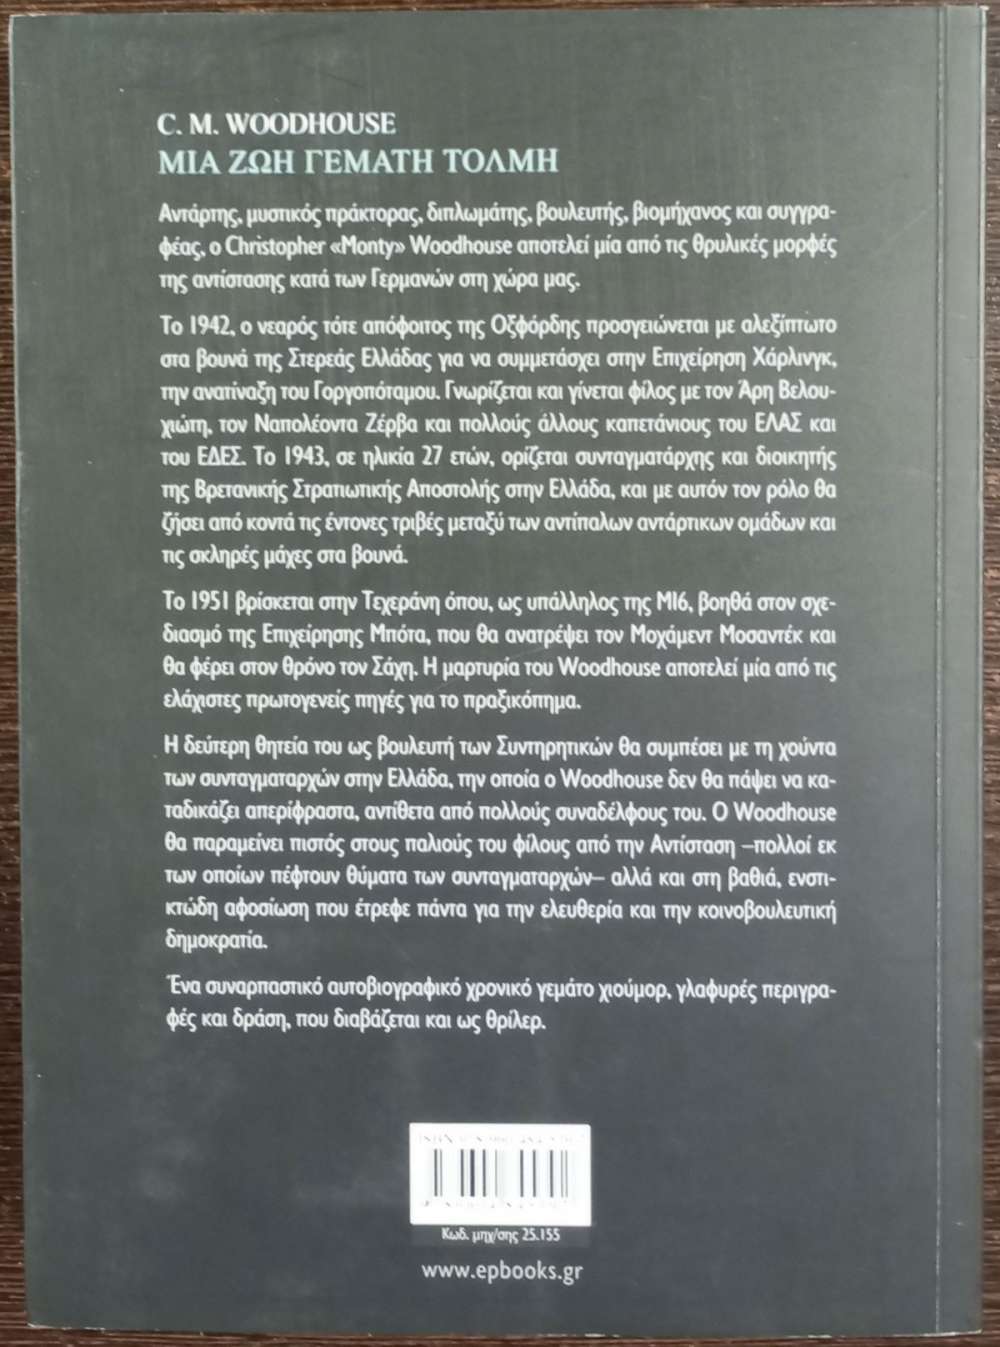 C. M. WOODHOUSE
ΜΙΑ ΖΩΗ ΓΕΜΑΤΗ ΤΟΛΜΗ
Αντάρτης, μυστικός πράκτορας, διπλωμάτης, βουλευτής, βιομήχανος και συγγρα-
φέας, ο Christopher «Monty» Woodhouse αποτελεί μία από τις θρυλικές μορφές
της αντίστασης κατά των Γερμανών στη χώρα μας.
Το 1942, ο νεαρός τότε απόφοιτος της Οξφόρδης προσγειώνεται με αλεξίπτωτο
στα βουνά της Στερεάς Ελλάδας για να συμμετάσχει στην Επιχείρηση Χάρλινγκ,
την ανατίναξη του Γοργοπόταμου. Γνωρίζεται και γίνεται φίλος με τον Άρη Βελου-
χιώτη, τον Ναπολέοντα Ζέρβα και πολλούς άλλους καπετάνιους του ΕΛΑΣ και
του ΕΔΕΣ. Το 1943, σε ηλικία 27 ετών, ορίζεται συνταγματάρχης και διοικητής
της Βρετανικής Στρατιωτικής Αποστολής στην Ελλάδα, και με αυτόν τον ρόλο θα
ζήσει από κοντά τις έντονες τριβές μεταξύ των αντίπαλων αντάρτικων ομάδων και
τις σκληρές μάχες στα βουνά.
Το 1951 βρίσκεται στην Τεχεράνη όπου, ως υπάλληλος της ΜΙ6, βοηθά στον σχε-
διασμό της Επιχείρησης Μπότα, που θα ανατρέψει τον Μοχάμεντ Μοσαντέκ και
θα φέρει στον θρόνο τον Σάχη. Η μαρτυρία του Woodhouse αποτελεί μία από τις
ελάχιστες πρωτογενείς πηγές για το πραξικόπημα.
Η δεύτερη θητεία του ως βουλευτή των Συντηρητικών θα συμπέσει με τη χούντα
των συνταγματαρχών στην Ελλάδα, την οποία ο Woodhouse δεν θα πάψει να κα-
ταδικάζει απερίφραστα, αντίθετα από πολλούς συναδέλφους του. Ο Woodhouse
θα παραμείνει πιστός στους παλιούς του φίλους από την Αντίσταση –πολλοί εκ
των οποίων πέφτουν θύματα των συνταγματαρχών– αλλά και στη βαθιά, ενστι-
κτώδη αφοσίωση που έτρεφε πάντα για την ελευθερία και την κοινοβουλευτική
δημοκρατία.
Ένα συναρπαστικό αυτοβιογραφικό χρονικό γεμάτο χιούμορ, γλαφυρές περιγρα-
φές και δράση, που διαβάζεται και ως θρίλερ.
Κωδ. μηχ/σης 25.155
www.epbooks.gr